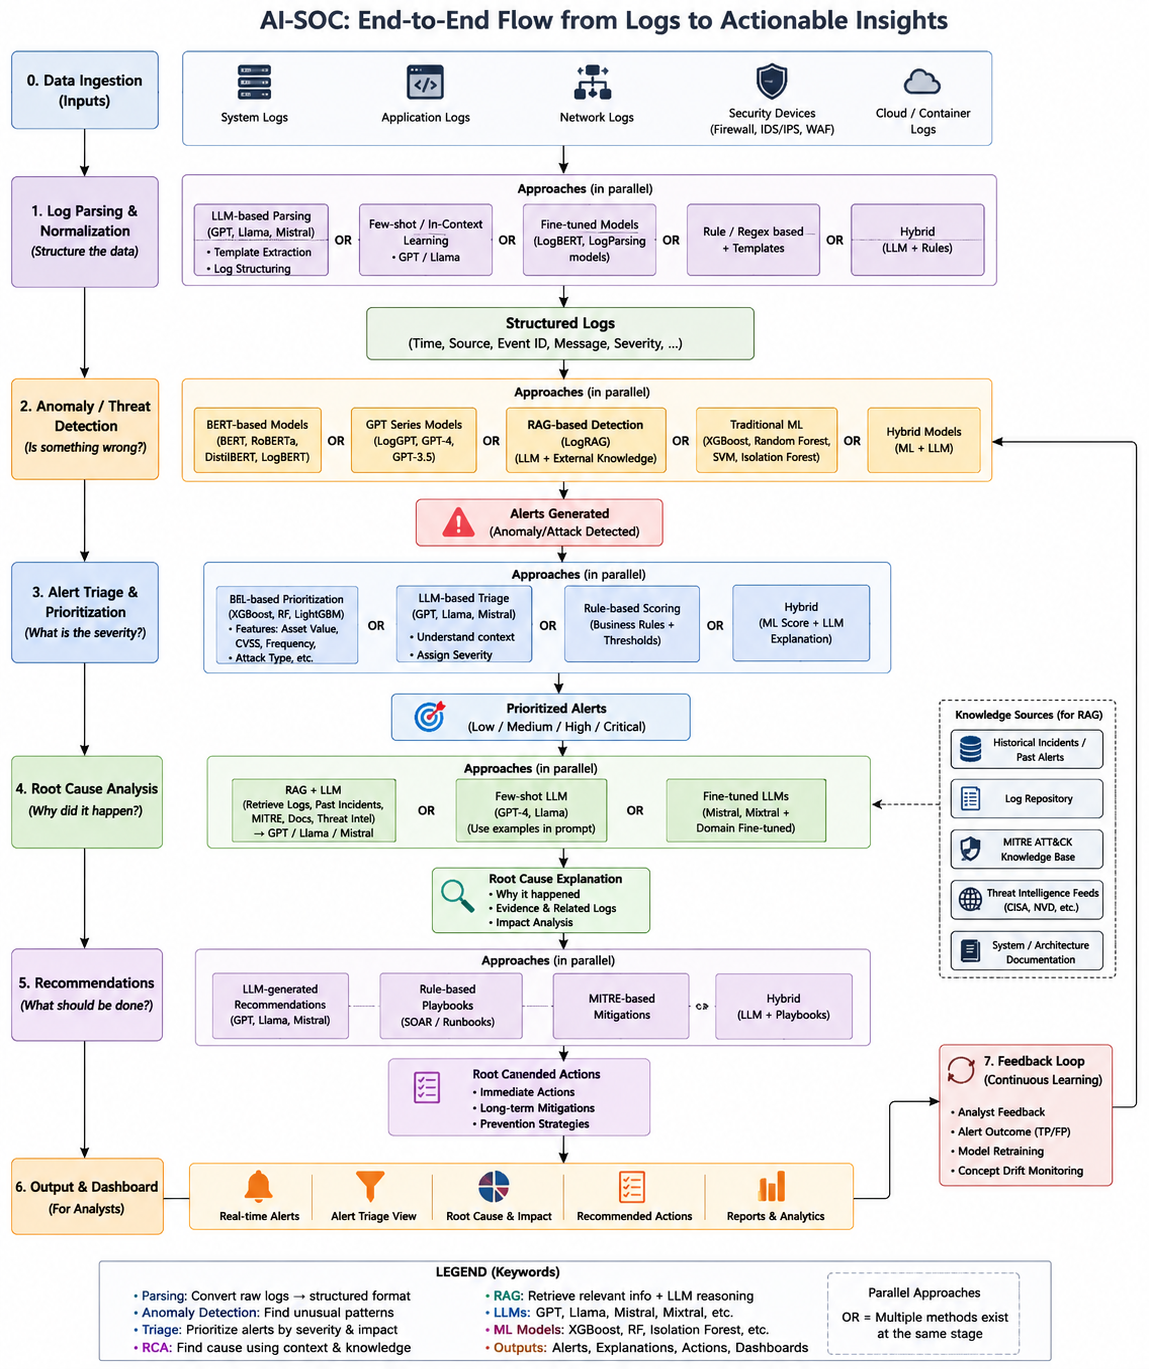 AI-SOC: End-to-End Flow from Logs to Actionable Insights
0. Data Ingestion
(Inputs)
System Logs
Application Logs
Network Logs
Security Devices
(Firewall, IDS/IPS, WAF)
Cloud / Container
Logs
1. Log Parsing &
Normalization
(Structure the data)
Approaches (in parallel)
LLM-based Parsing
(GPT, Llama, Mistral)
• Template Extraction
• Log Structuring
OR
Few-shot / In-Context
Learning
• GPT / Llama
OR
Fine-tuned Models
(LogBERT, LogParsing
models)
OR
Rule / Regex based
+ Templates
OR
Hybrid
(LLM + Rules)
Structured Logs
(Time, Source, Event ID, Message, Severity, ...)
2. Anomaly / Threat
Detection
(Is something wrong?)
Approaches (in parallel)
BERT-based Models
(BERT, RoBERTa,
DistilBERT, LogBERT)
OR
GPT Series Models
(LogGPT, GPT-4,
GPT-3.5)
OR
RAG-based Detection
(LogRAG)
(LLM + External Knowledge)
OR
Traditional ML
(XGBoost, Random Forest,
SVM, Isolation Forest)
OR
Hybrid Models
(ML + LLM)
Alerts Generated
(Anomaly/Attack Detected)
3. Alert Triage &
Prioritization
(What is the severity?)
Approaches (in parallel)
BEL-based Prioritization
(XGBoost, RF, LightGBM)
• Features: Asset Value,
CVSS, Frequency,
• Attack Type, etc.
OR
LLM-based Triage
(GPT, Llama, Mistral)
• Understand context
• Assign Severity
OR
Rule-based Scoring
(Business Rules +
Thresholds)
OR
Hybrid
(ML Score + LLM
Explanation)
Prioritized Alerts
(Low / Medium / High / Critical)
4. Root Cause Analysis
(Why did it happen?)
Approaches (in parallel)
RAG + LLM
(Retrieve Logs, Past Incidents,
MITRE, Docs, Threat Intel)
→ GPT / Llama / Mistral
OR
Few-shot LLM
(GPT-4, Llama)
(Use examples in prompt)
OR
Fine-tuned LLMs
(Mistral, Mixtral +
Domain Fine-tuned)
Knowledge Sources (for RAG)
Historical Incidents /
Past Alerts
Log Repository
MITRE ATT&CK
Knowledge Base
Threat Intelligence Feeds
(CISA, NVD, etc.)
System / Architecture
Documentation
Root Cause Explanation
• Why it happened
• Evidence & Related Logs
• Impact Analysis
5. Recommendations
(What should be done?)
Approaches (in parallel)
LLM-generated
Recommendations
(GPT, Llama, Mistral)
Rule-based
Playbooks
(SOAR / Runbooks)
MITRE-based
Mitigations
Hybrid
(LLM + Playbooks)
Root Canended Actions
• Immediate Actions
• Long-term Mitigations
• Prevention Strategies
7. Feedback Loop
(Continuous Learning)
• Analyst Feedback
• Alert Outcome (TP/FP)
• Model Retraining
• Concept Drift Monitoring
6. Output & Dashboard
(For Analysts)
Real-time Alerts
Alert Triage View
Root Cause & Impact
Recommended Actions
Reports & Analytics
LEGEND (Keywords)
• Parsing: Convert raw logs → structured format
• Anomaly Detection: Find unusual patterns
• Triage: Prioritize alerts by severity & impact
• RCA: Find cause using context & knowledge
• RAG: Retrieve relevant info + LLM reasoning
• LLMs: GPT, Llama, Mistral, Mixtral, etc.
• ML Models: XGBoost, RF, Isolation Forest, etc.
• Outputs: Alerts, Explanations, Actions, Dashboards
Parallel Approaches
OR = Multiple methods exist
at the same stage